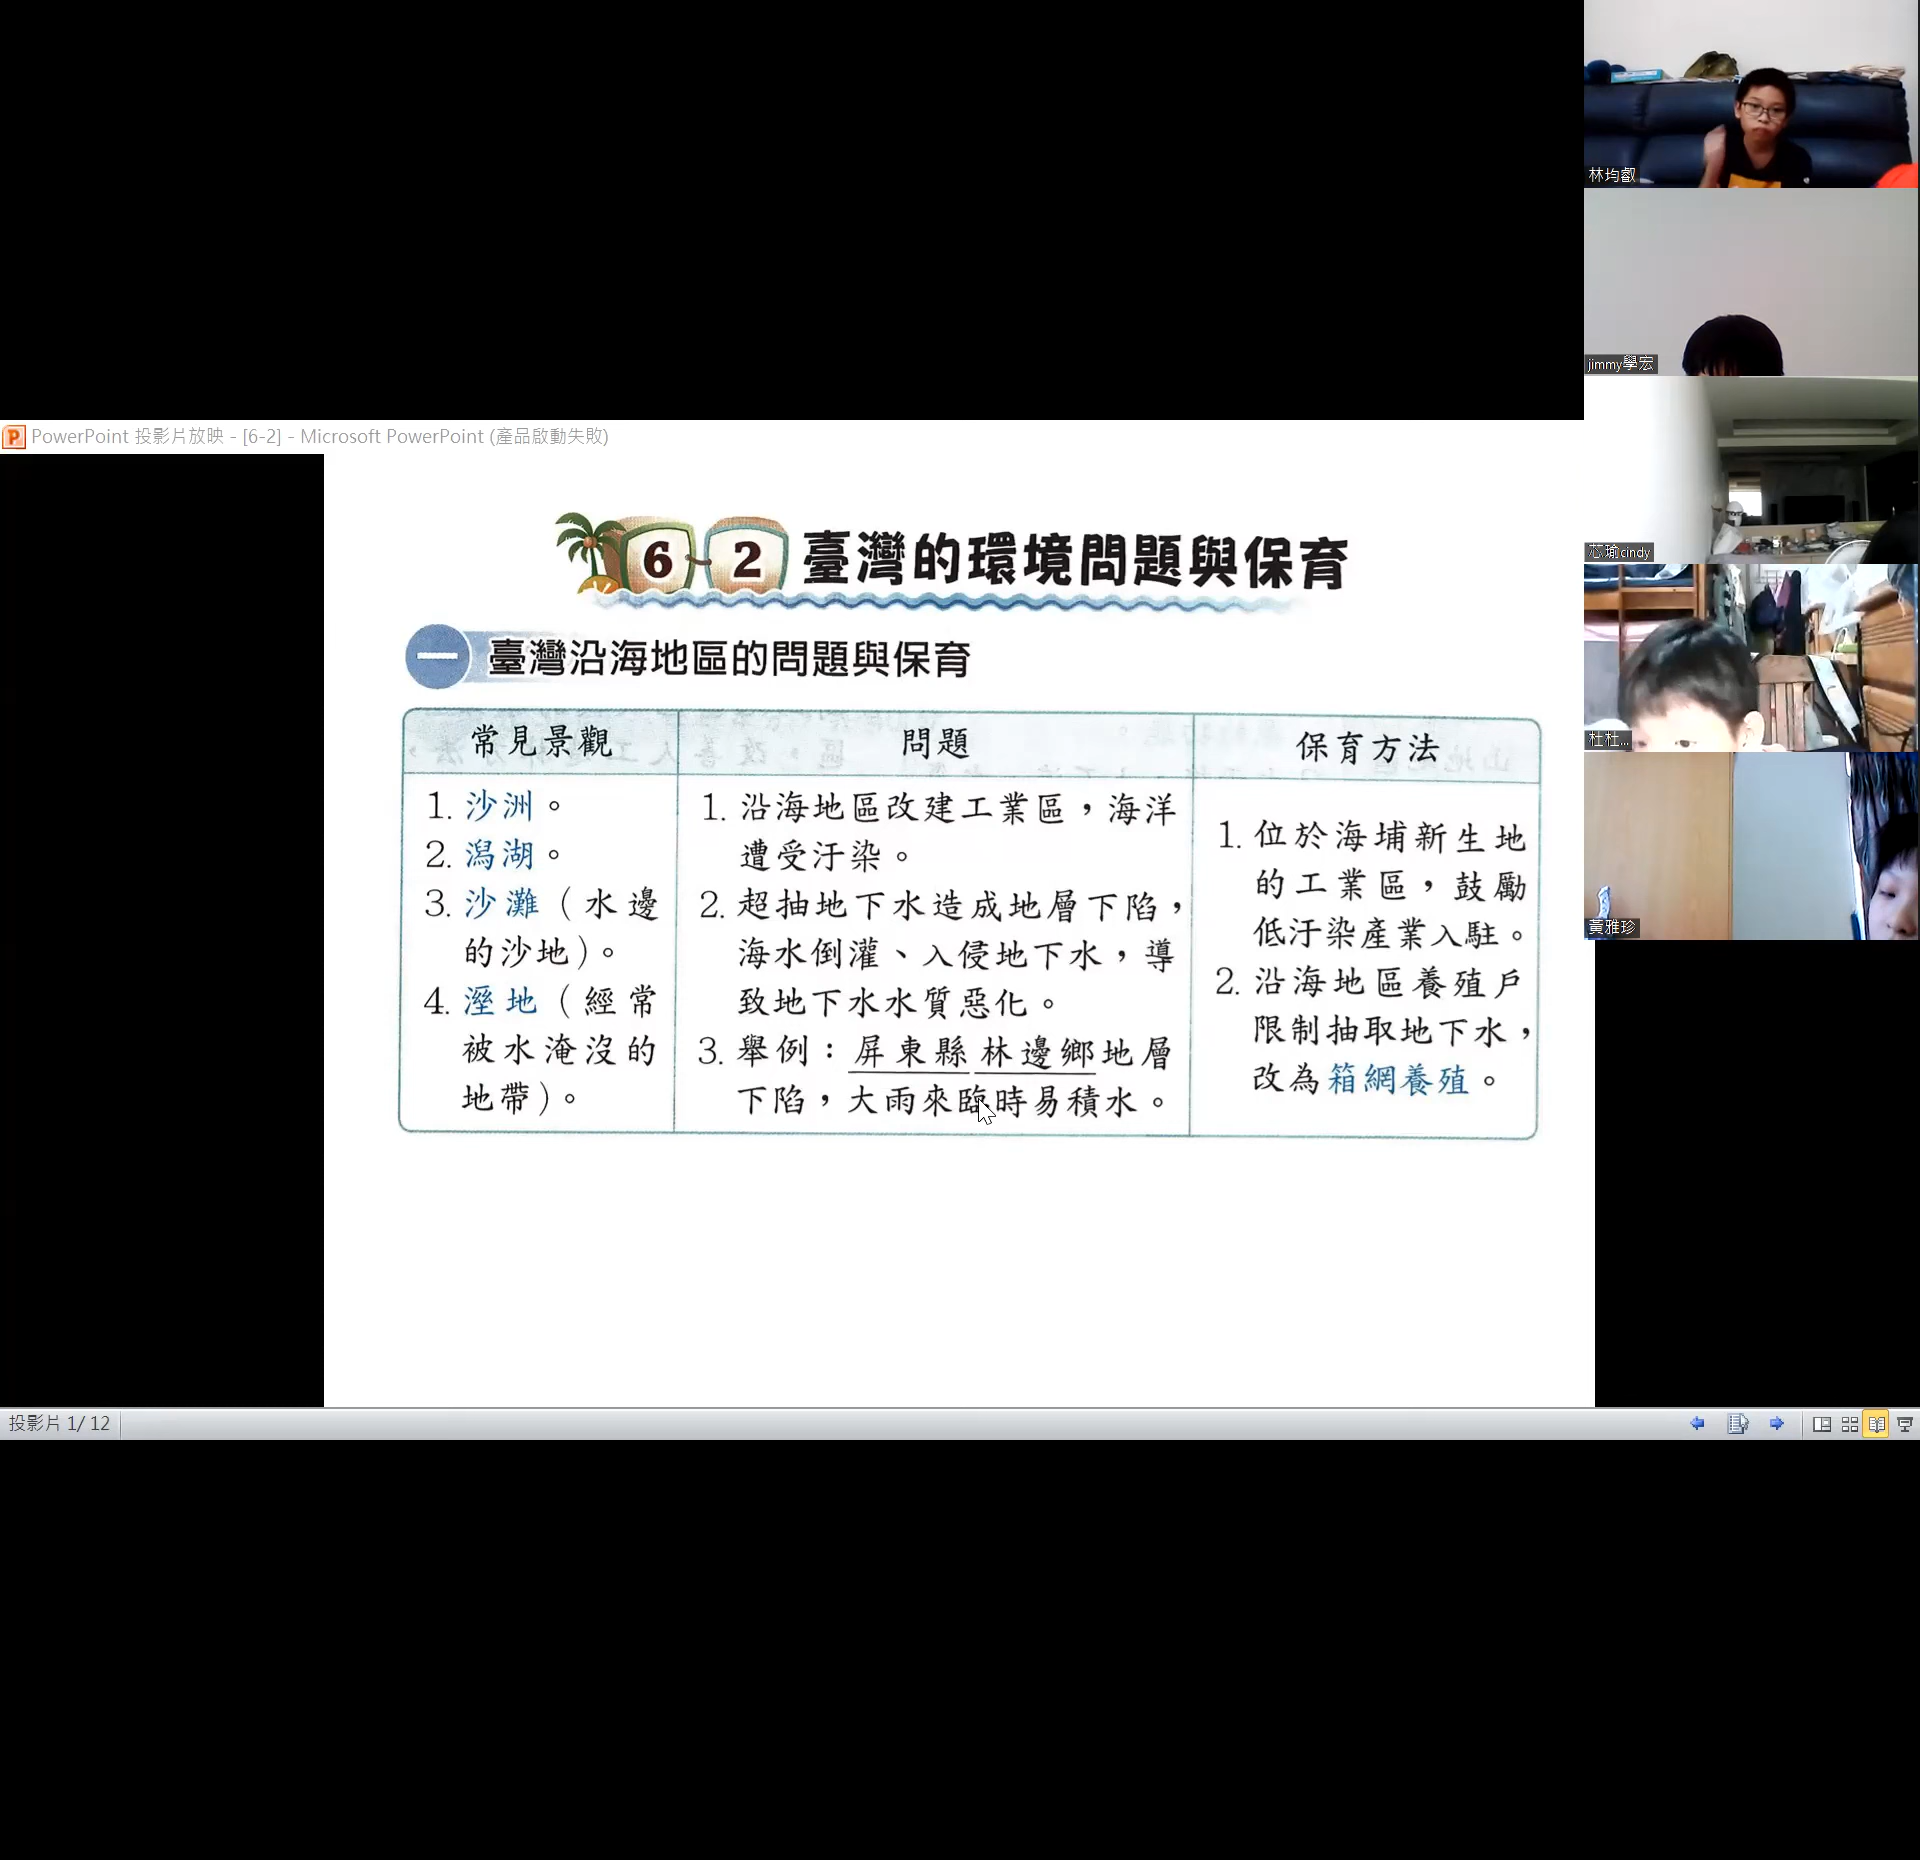 林均叡
jimmy學宏
芯瑜cindy
杜杜...
黃雅珍
PowerPoint 投影片放映 - [6-2] - Microsoft PowerPoint (產品啟動失敗)
6-2 臺灣的環境問題與保育
一 臺灣沿海地區的問題與保育
常見景觀
1. 沙洲。
2. 潟湖。
3. 沙灘（水邊
的沙地）。
4. 溼地（經常
被水淹沒的
地帶）。
問題
1. 沿海地區改建工業區，海洋
遭受汙染。
2. 超抽地下水造成地層下陷，
海水倒灌、入侵地下水，導
致地下水水質惡化。
3. 舉例：屏東縣林邊鄉地層
下陷，大雨來臨時易積水。
保育方法
1. 位於海埔新生地
的工業區，鼓勵
低汙染產業入駐。
2. 沿海地區養殖戶
限制抽取地下水，
改為箱網養殖。
投影片 1/ 12